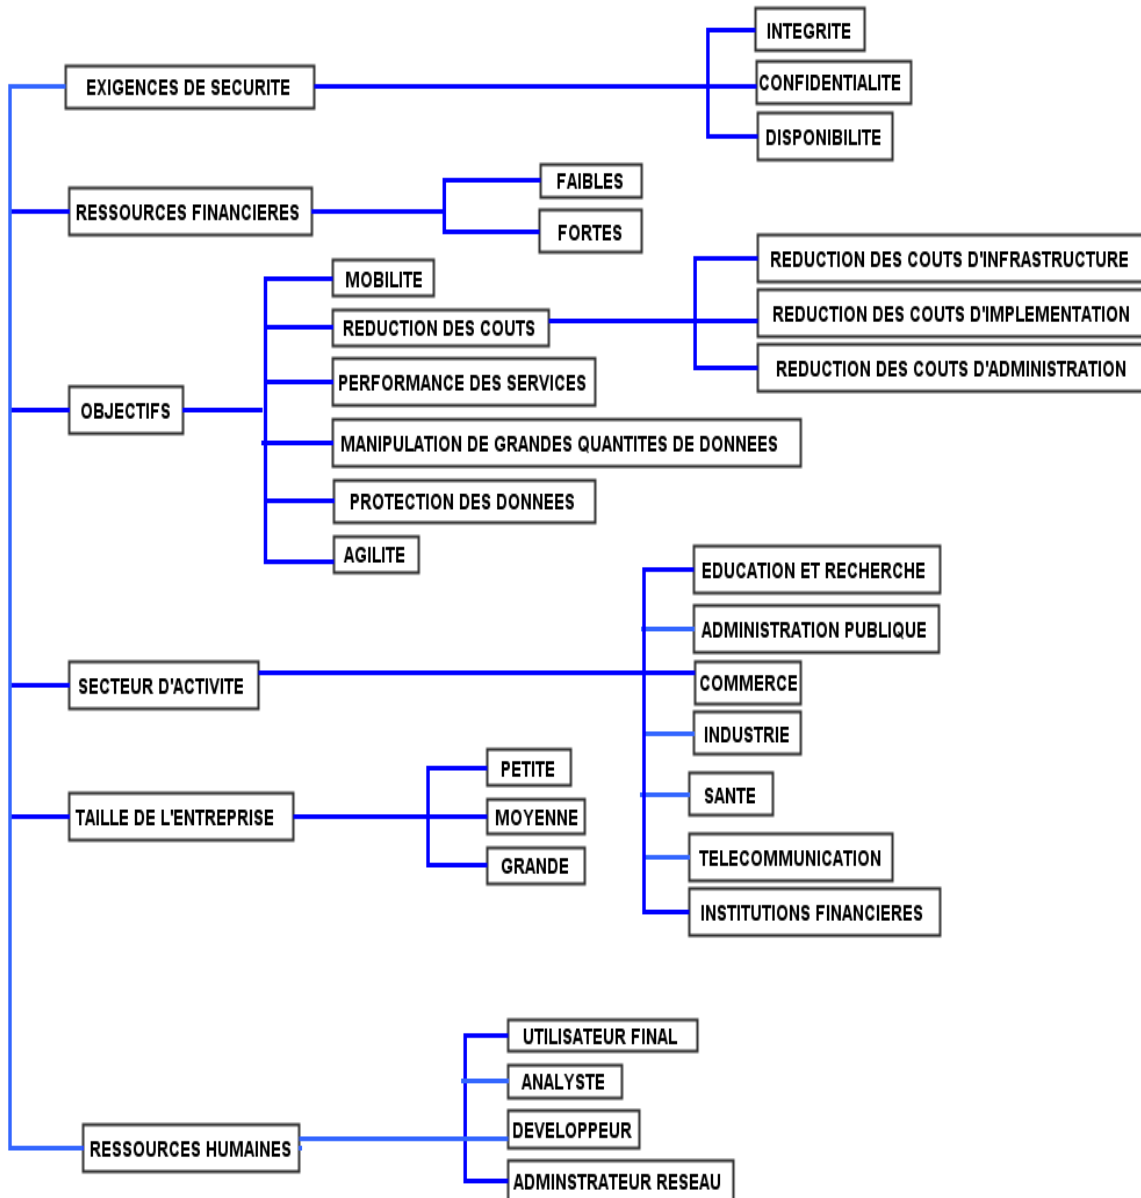 EXIGENCES DE SECURITE
INTEGRITE
CONFIDENTIALITE
DISPONIBILITE
RESSOURCES FINANCIERES
FAIBLES
FORTES
OBJECTIFS
MOBILITE
REDUCTION DES COUTS
REDUCTION DES COUTS D'INFRASTRUCTURE
REDUCTION DES COUTS D'IMPLEMENTATION
REDUCTION DES COUTS D'ADMINISTRATION
PERFORMANCE DES SERVICES
MANIPULATION DE GRANDES QUANTITES DE DONNEES
PROTECTION DES DONNEES
AGILITE
SECTEUR D'ACTIVITE
EDUCATION ET RECHERCHE
ADMINISTRATION PUBLIQUE
COMMERCE
INDUSTRIE
SANTE
TELECOMMUNICATION
INSTITUTIONS FINANCIERES
TAILLE DE L'ENTREPRISE
PETITE
MOYENNE
GRANDE
RESSOURCES HUMAINES
UTILISATEUR FINAL
ANALYSTE
DEVELOPPEUR
ADMINSTRATEUR RESEAU